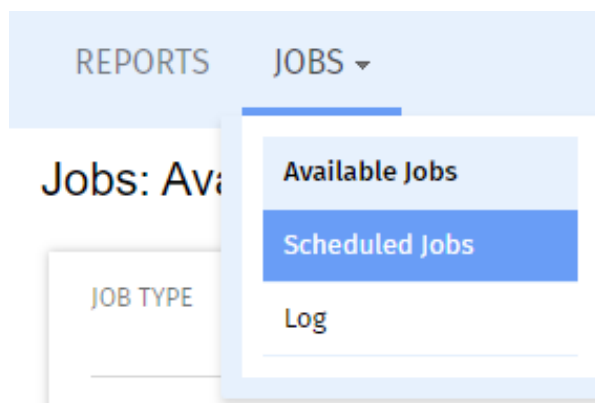 REPORTS JOBS
Jobs: Ava
Available Jobs
Scheduled Jobs
JOB TYPE
Log